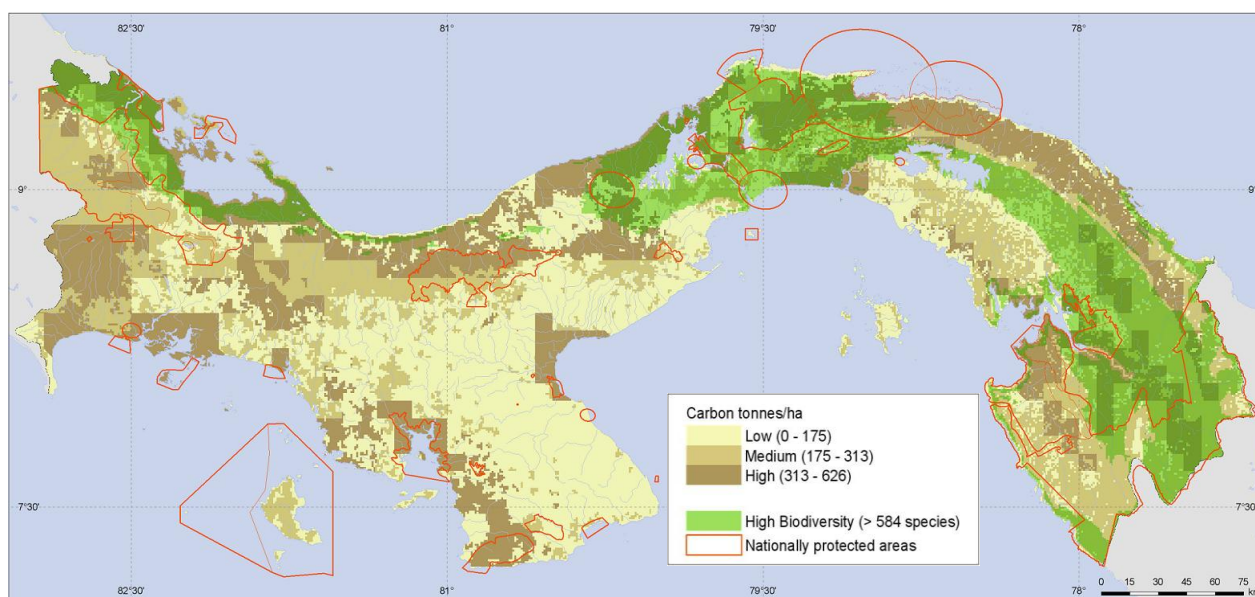 82°30'
81°
79°30'
78°
9°
9°
7°30'
7°30'
Carbon tonnes/ha
Low (0 - 175)
Medium (175 - 313)
High (313 - 626)
High Biodiversity (> 584 species)
Nationally protected areas
82°30'
81°
79°30'
78°
0 15 30 45 60 75